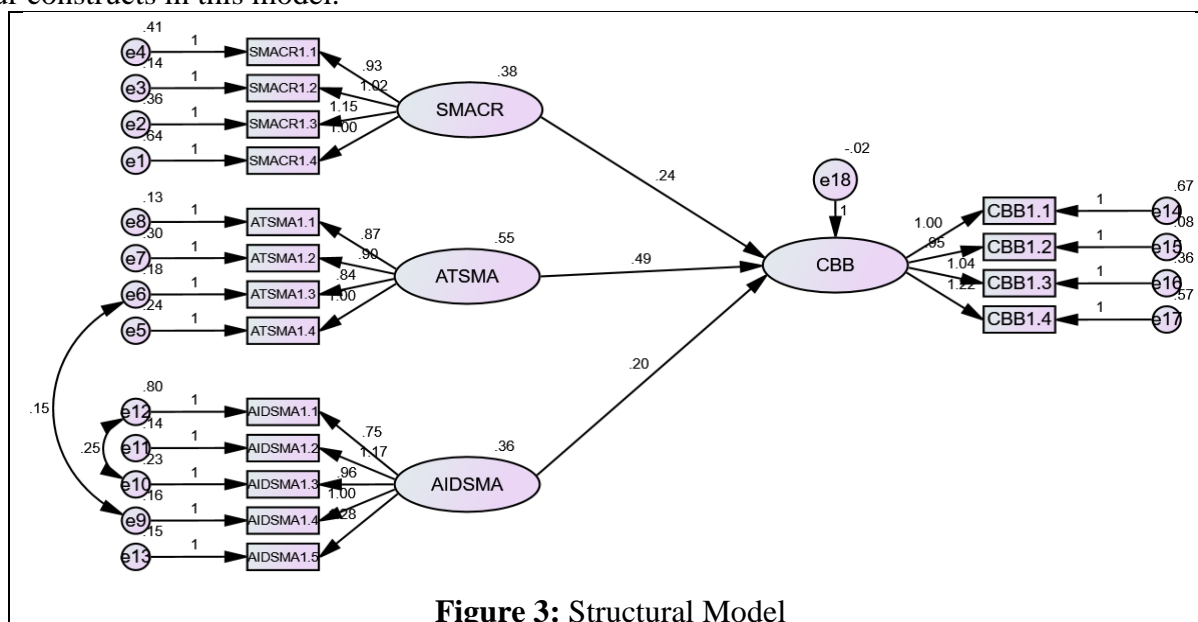 ur constructs in this model.
.41
e4 1 SMACR1.1
.14
e3 1 SMACR1.2
.36
e2 1 SMACR1.3
.64
e1 1 SMACR1.4
.93
1.02
1.15
1.00
.38
SMACR
.13
e8 1 ATSMA1.1
.30
e7 1 ATSMA1.2
.18
e6 1 ATSMA1.3
.24
e5 1 ATSMA1.4
.87
.90
.84
1.00
.55
ATSMA
.80
e12 1 AIDSMA1.1
.14
e11 1 AIDSMA1.2
.23
e10 1 AIDSMA1.3
.16
e9 1 AIDSMA1.4
.15
e13 1 AIDSMA1.5
.75
1.17
.96
1.00
.36
AIDSMA
.15
.25
.24
.49
.20
-.02
e18
1
CBB
1.00
.95
1.04
1.22
.67
CBB1.1 1 e14
.08
CBB1.2 1 e15
.36
CBB1.3 1 e16
.57
CBB1.4 1 e17
Figure 3: Structural Model